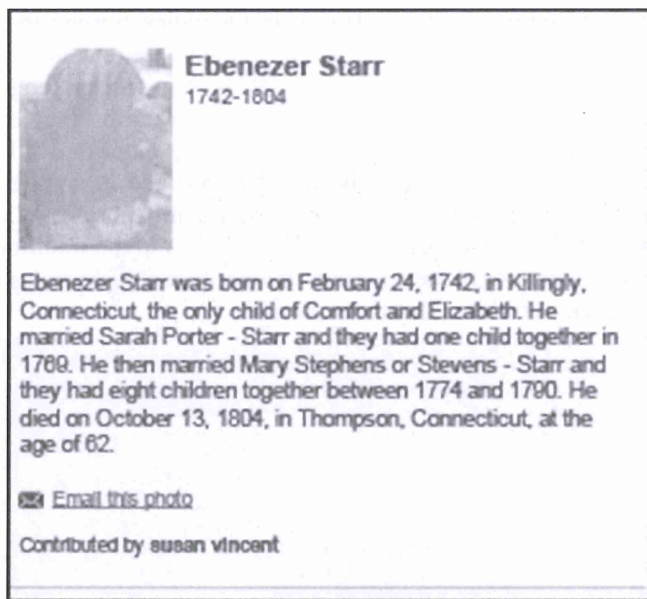 Ebenezer Starr
1742-1804
Ebenezer Starr was born on February 24, 1742, in Killingly,
Connecticut, the only child of Comfort and Elizabeth. He
married Sarah Porter - Starr and they had one child together in
1769. He then married Mary Stephens or Stevens - Starr and
they had eight children together between 1774 and 1790. He
died on October 13, 1804, in Thompson, Connecticut, at the
age of 62.
Email this photo
Contributed by susan vincent